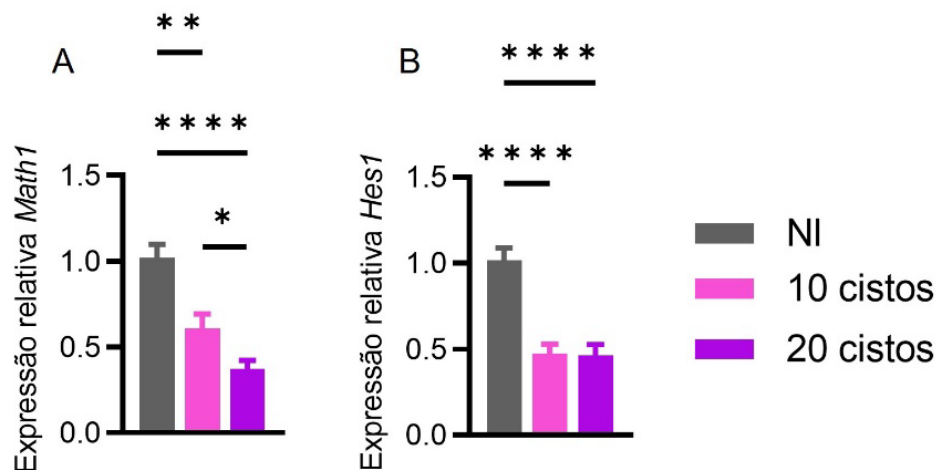 A
* *
* * * *
*
Expressão relativa Math1
1.5
1.0
0.5
0.0
B
* * * *
* * * *
Expressão relativa Hes1
1.5
1.0
0.5
0.0
NI
10 cistos
20 cistos